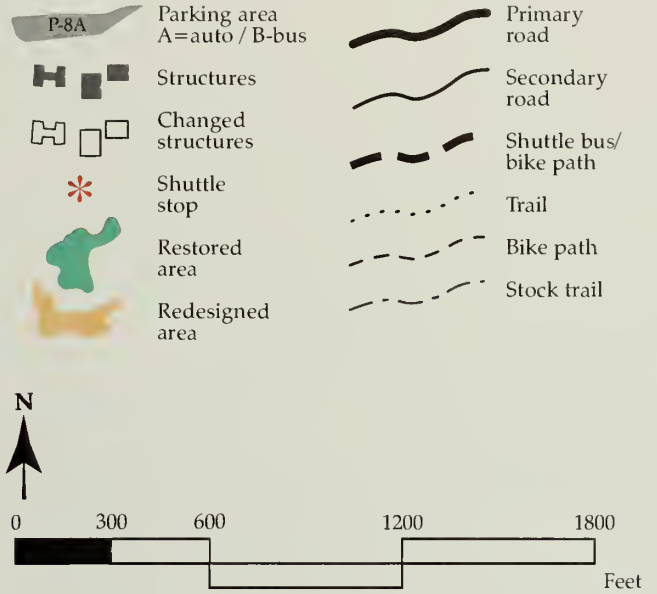 P-8A
Parking area
A=auto / B-bus
Structures
Changed
structures
Shuttle
stop
Restored
area
Redesigned
area
Primary
road
Secondary
road
Shuttle bus/
bike path
Trail
Bike path
Stock trail
N
0 300 600 1200 1800
Feet